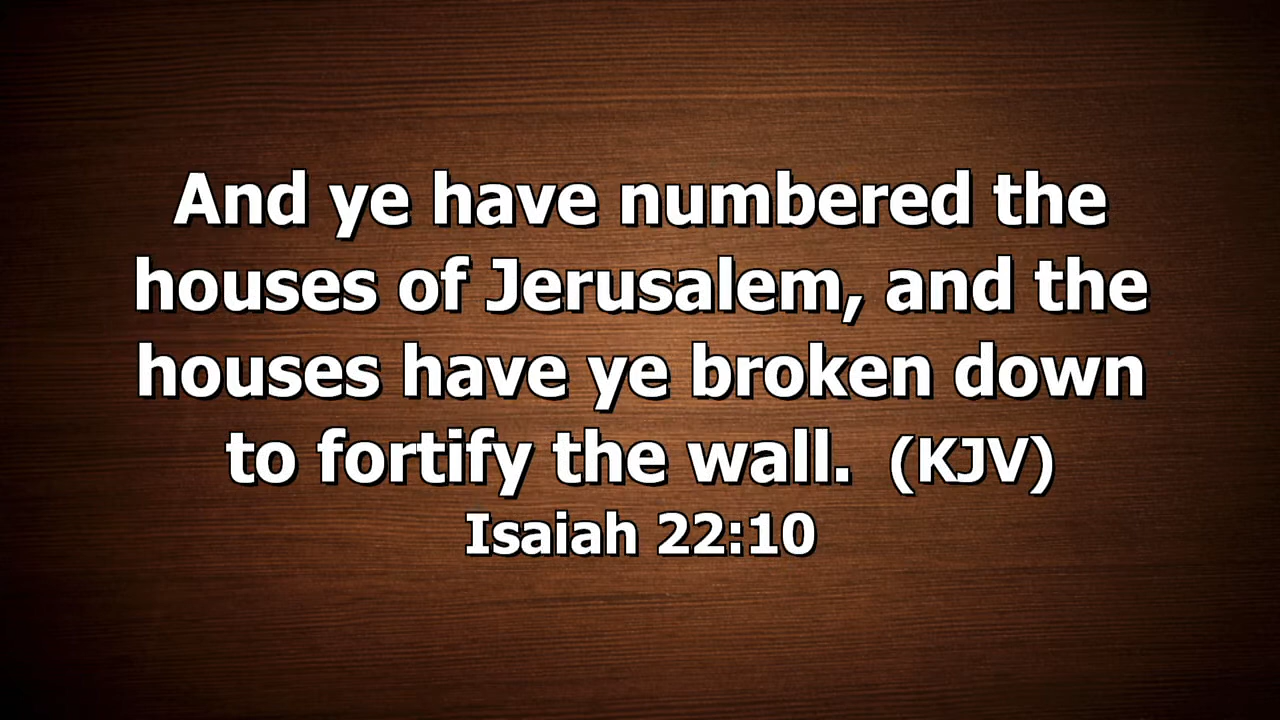 And ye have numbered the
houses of Jerusalem, and the
houses have ye broken down
to fortify the wall. (KJV)
Isaiah 22:10